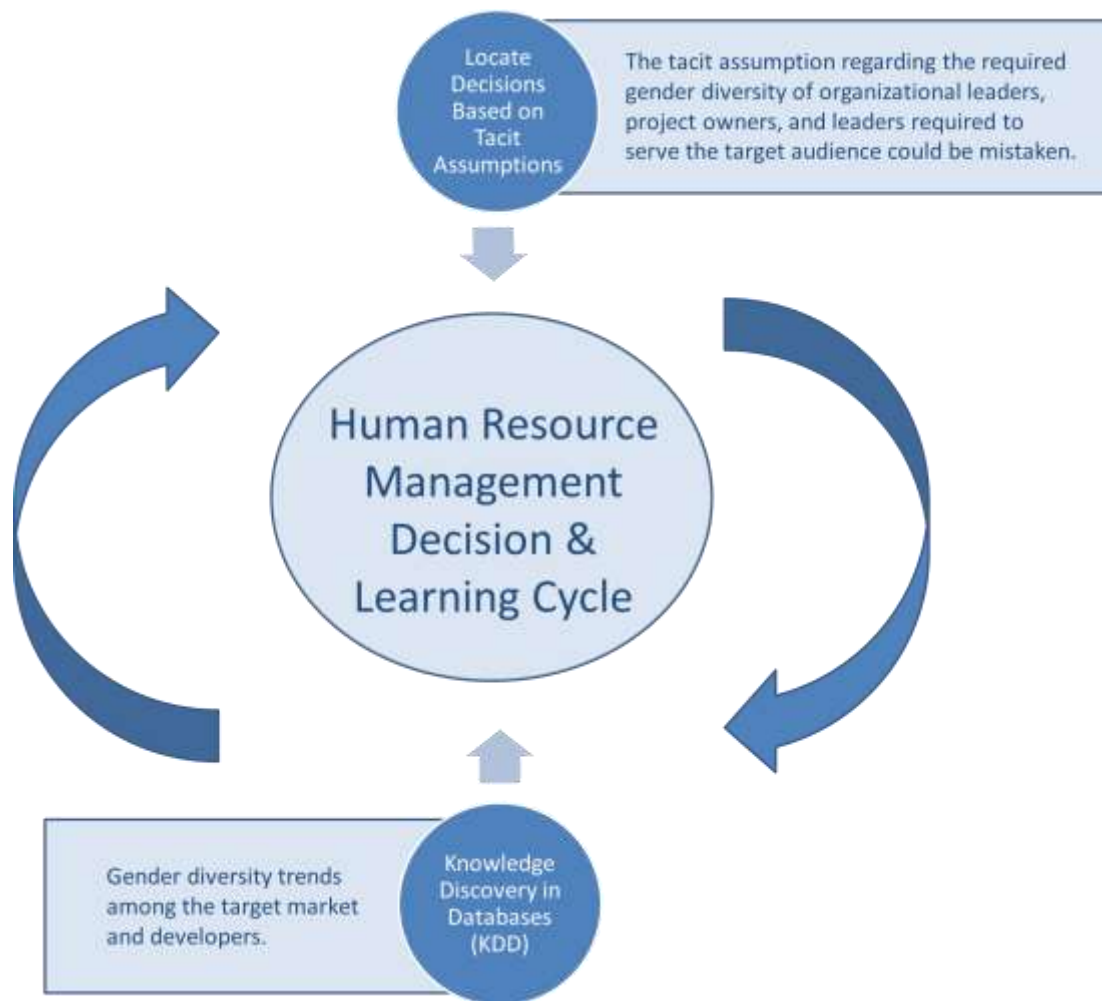 Locate
Decisions
Based on
Tacit
Assumptions
The tacit assumption regarding the required
gender diversity of organizational leaders,
project owners, and leaders required to
serve the target audience could be mistaken.
Human Resource
Management
Decision &
Learning Cycle
Gender diversity trends
among the target market
and developers.
Knowledge
Discovery in
Databases
(KDD)